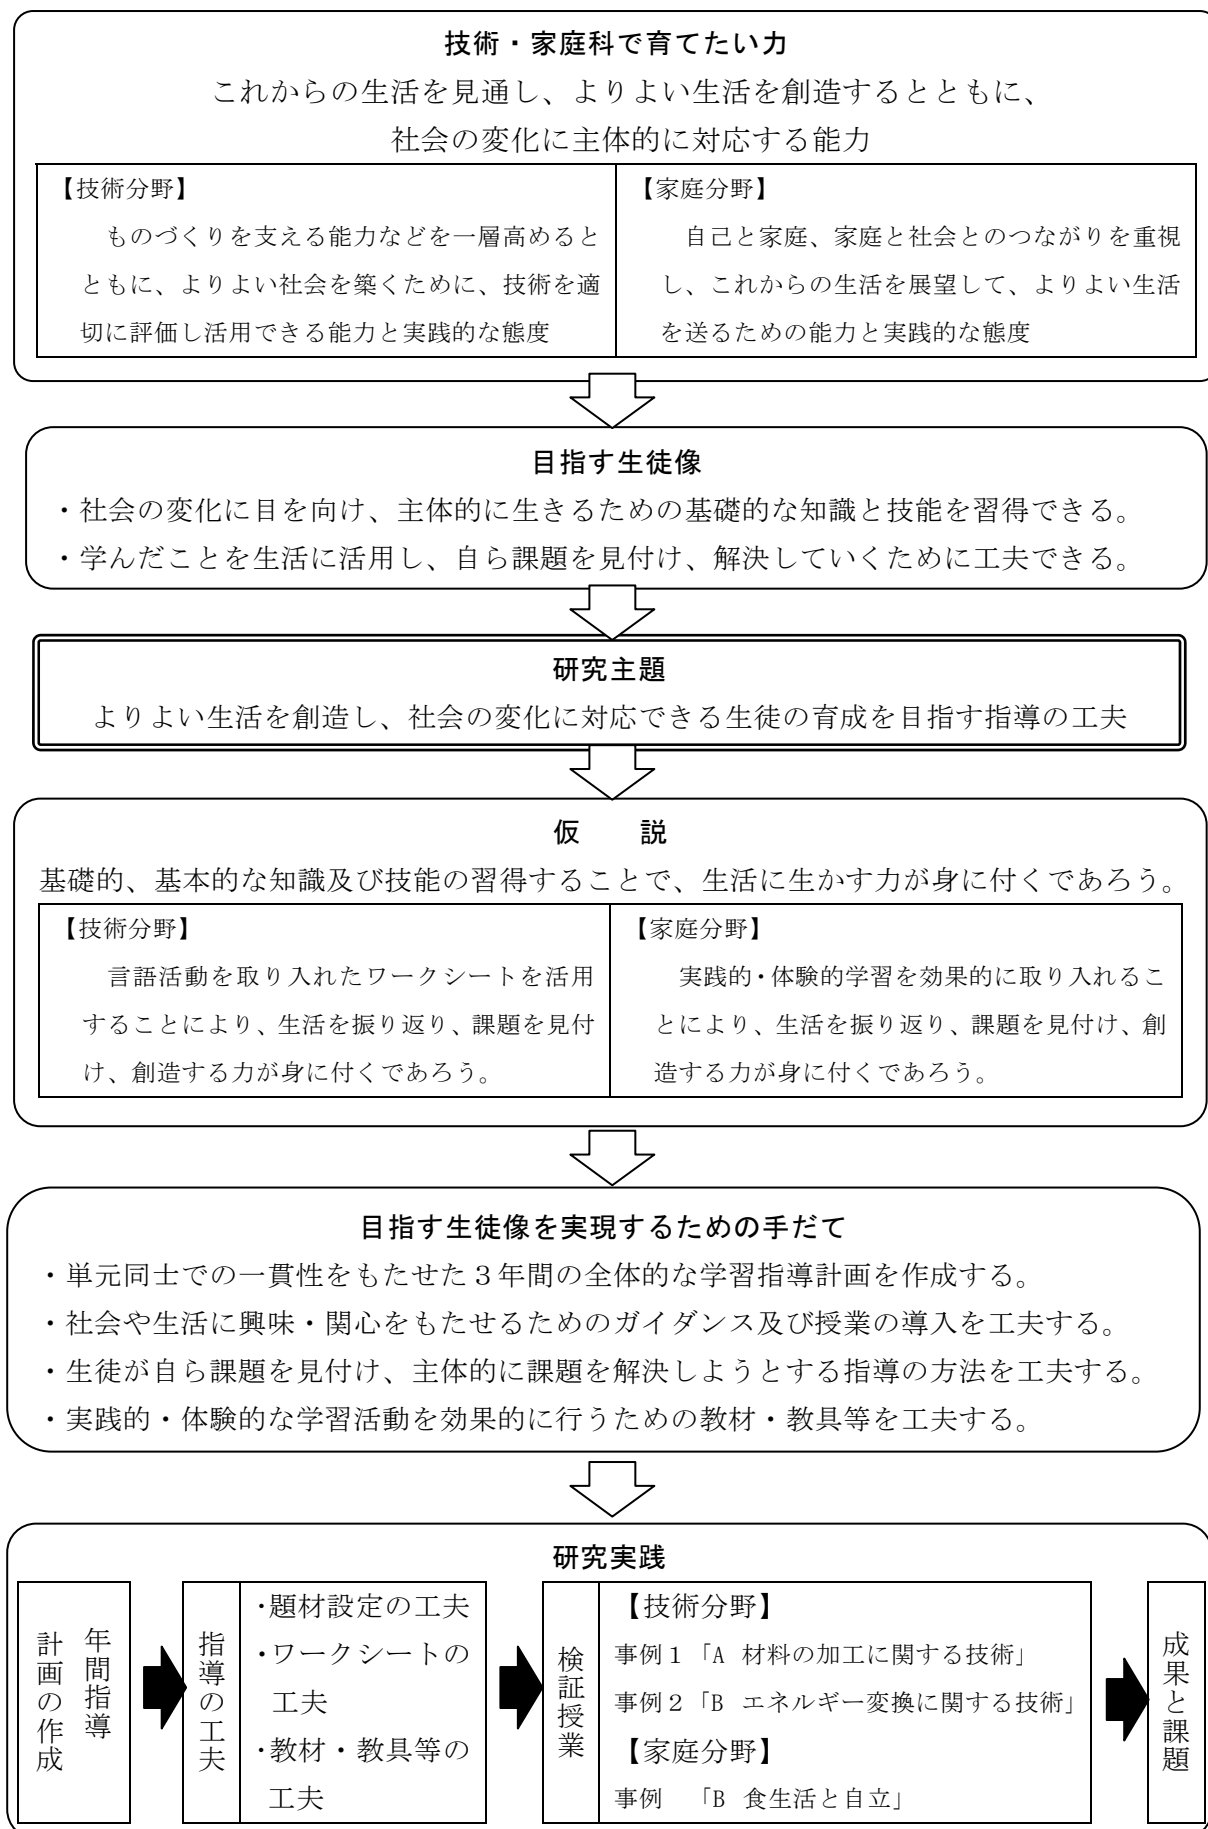 技術・家庭科で育てたい力
これからの生活を見通し、よりよい生活を創造するとともに、
社会の変化に主体的に対応する能力
【技術分野】
ものづくりを支える能力などを一層高めると
ともに、よりよい社会を築くために、技術を適
切に評価し活用できる能力と実践的な態度
【家庭分野】
自己と家庭、家庭と社会とのつながりを重視
し、これからの生活を展望して、よりよい生活
を送るための能力と実践的な態度
目指す生徒像
・社会の変化に目を向け、主体的に生きるための基礎的な知識と技能を習得できる。
・学んだことを生活に活用し、自ら課題を見付け、解決していくために工夫できる。
研究主題
よりよい生活を創造し、社会の変化に対応できる生徒の育成を目指す指導の工夫
仮　　説
基礎的、基本的な知識及び技能の習得することで、生活に生かす力が身に付くであろう。
【技術分野】
言語活動を取り入れたワークシートを活用
することにより、生活を振り返り、課題を見付
け、創造する力が身に付くであろう。
【家庭分野】
実践的・体験的学習を効果的に取り入れるこ
とにより、生活を振り返り、課題を見付け、創
造する力が身に付くであろう。
目指す生徒像を実現するための手だて
・単元同士での一貫性をもたせた３年間の全体的な学習指導計画を作成する。
・社会や生活に興味・関心をもたせるためのガイダンス及び授業の導入を工夫する。
・生徒が自ら課題を見付け、主体的に課題を解決しようとする指導の方法を工夫する。
・実践的・体験的な学習活動を効果的に行うための教材・教具等を工夫する。
研究実践
年間指導
計画の作成
指導の工夫
・題材設定の工夫
・ワークシートの
工夫
・教材・教具等の
工夫
検証授業
【技術分野】
事例１「A 材料の加工に関する技術」
事例２「B エネルギー変換に関する技術」
【家庭分野】
事例　「B 食生活と自立」
成果と課題